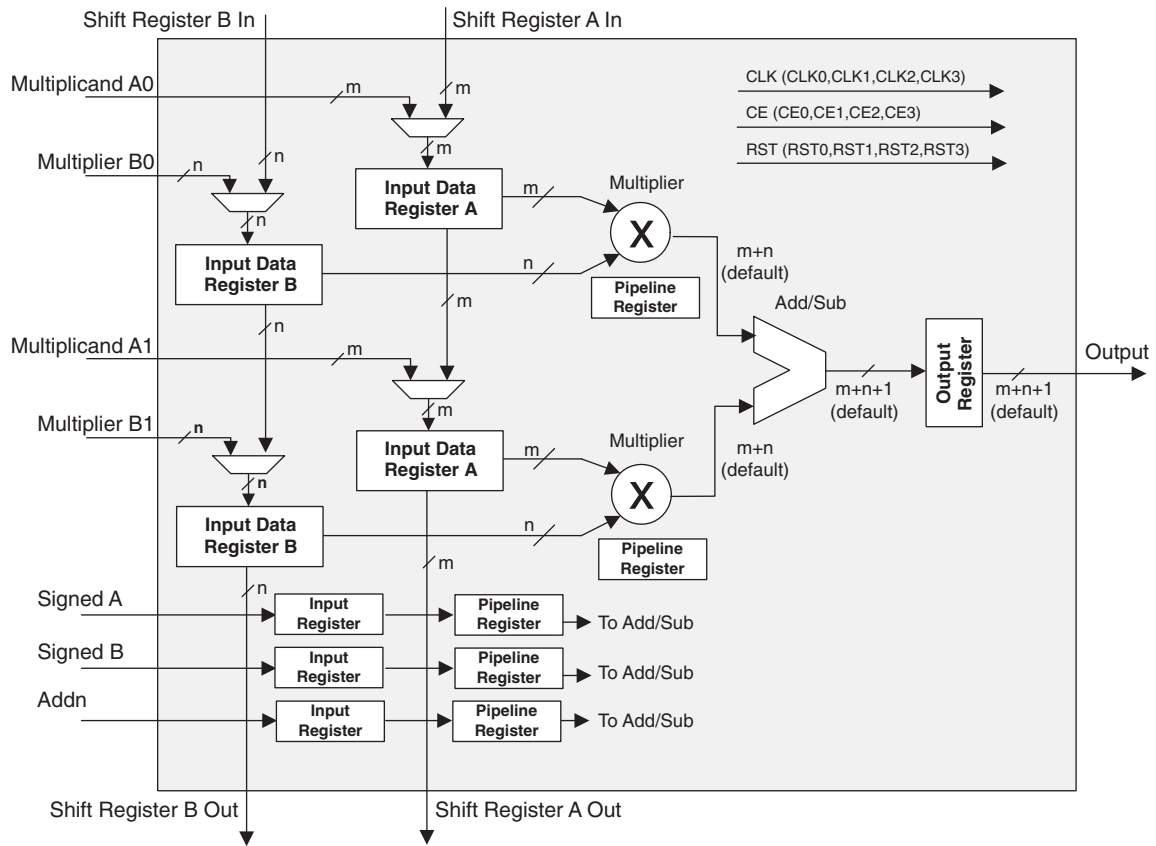 Shift Register B In
Shift Register A In
Multiplicand A0
m
m
CLK (CLK0,CLK1,CLK2,CLK3)
CE (CE0,CE1,CE2,CE3)
RST (RST0,RST1,RST2,RST3)
m
Multiplier B0
n
n
n
Input Data
Register A
m
Multiplier
X
m+n
(default)
Input Data
Register B
n
Pipeline
Register
m
n
Add/Sub
Multiplicand A1
m
m
Output
Register
Output
m+n+1
(default)
m+n+1
(default)
Multiplier B1
n
n
Input Data
Register A
m
Multiplier
X
m+n
(default)
Input Data
Register B
n
Pipeline
Register
m
n
Signed A
Input
Register
Pipeline
Register
To Add/Sub
Signed B
Input
Register
Pipeline
Register
To Add/Sub
Addn
Input
Register
Pipeline
Register
To Add/Sub
Shift Register B Out
Shift Register A Out